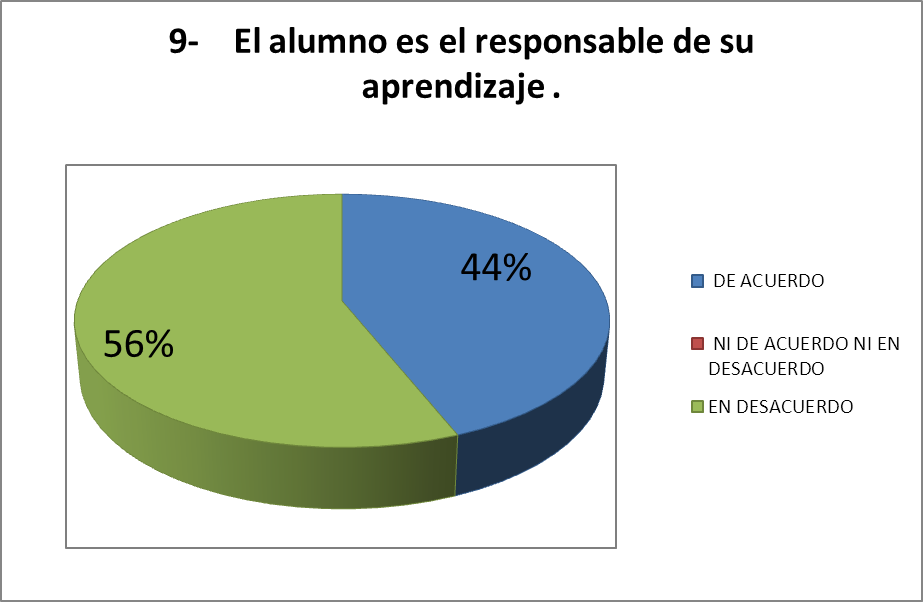 9- El alumno es el responsable de su
aprendizaje .
44%
56%
DE ACUERDO
NI DE ACUERDO NI EN
DESACUERDO
EN DESACUERDO